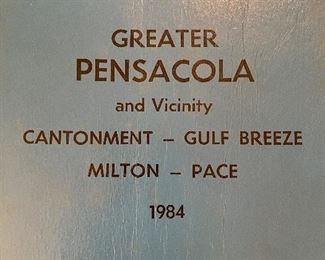 GREATER
PENSACOLA
and Vicinity
CANTONMENT – GULF BREEZE
MILTON – PACE
1984